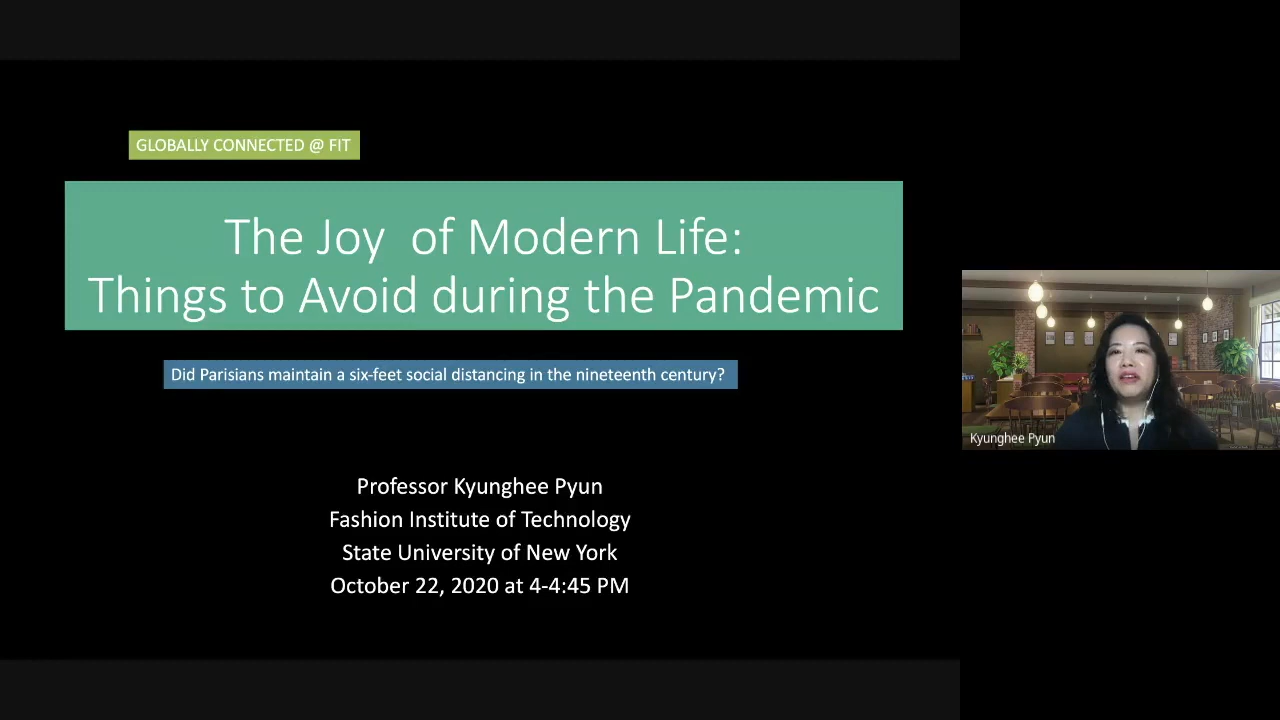 GLOBALLY CONNECTED @ FIT
The Joy  of Modern Life:
Things to Avoid during the Pandemic
Did Parisians maintain a six-feet social distancing in the nineteenth century?
Professor Kyunghee Pyun
Fashion Institute of Technology
State University of New York
October 22, 2020 at 4-4:45 PM
Kyunghee Pyun